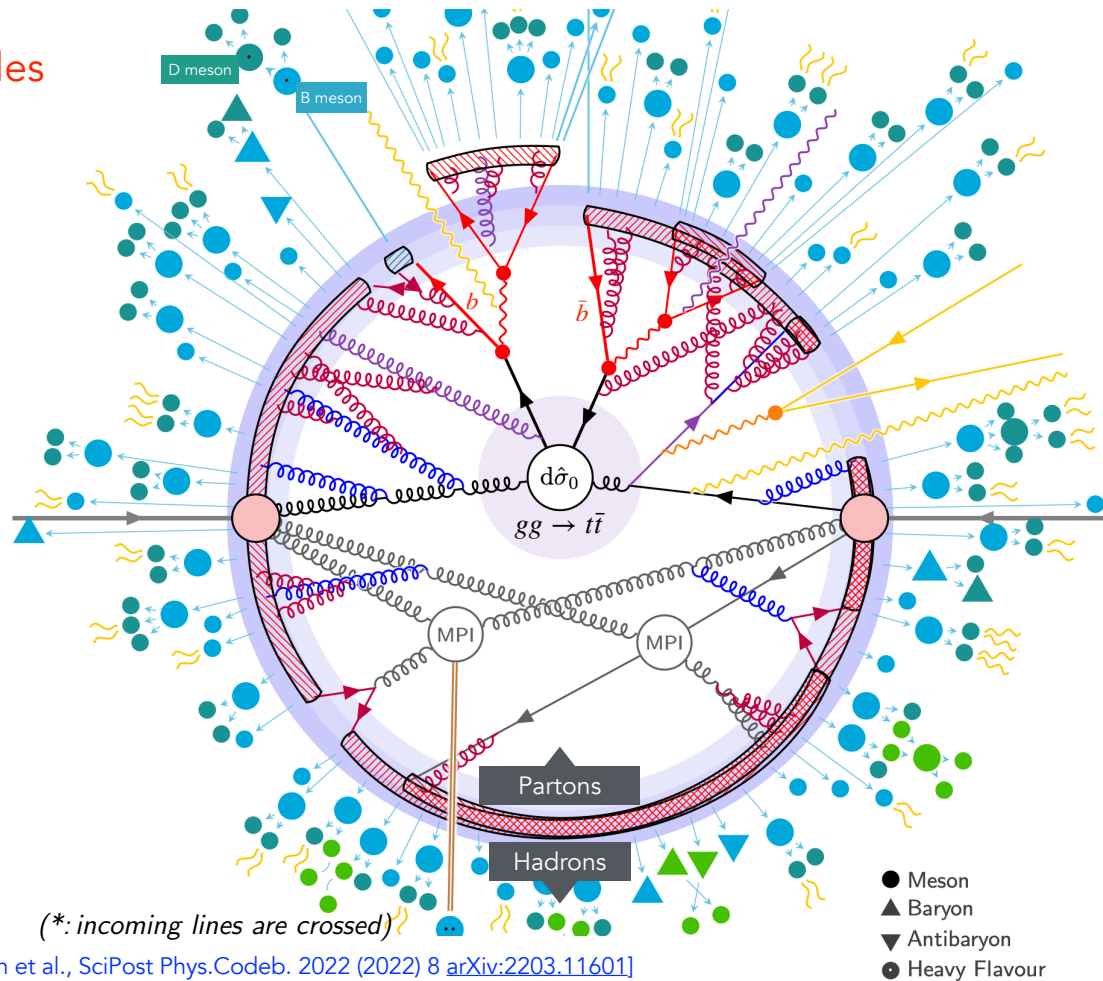 les
D meson
B meson
b
b̄
dσ̂₀
gg → tt̄
MPI
MPI
Partons
Hadrons
Meson
Baryon
Antibaryon
Heavy Flavour
(*: incoming lines are crossed)
n et al., SciPost Phys.Codeb. 2022 (2022) 8 arXiv:2203.11601]